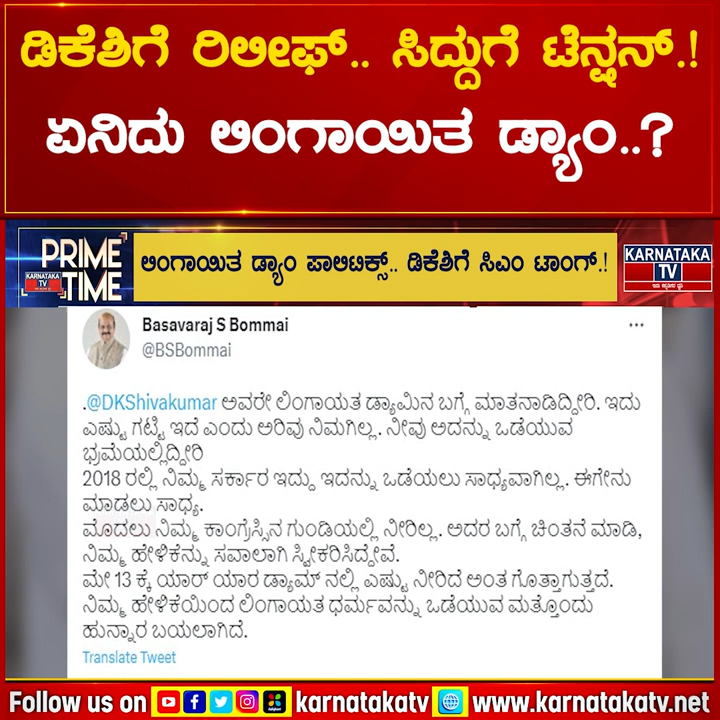 ಡಿಕೆಶಿಗೆ ರಿಲೀಫ್.. ಸಿದ್ದುಗೆ ಟೆನ್ಷನ್.!
ಏನಿದು ಲಿಂಗಾಯಿತ ಡ್ಯಾಂ..?
PRIME
TIME
KARNATAKA
TV
ಲಿಂಗಾಯಿತ ಡ್ಯಾಂ ಪಾಲಿಟಿಕ್ಸ್.. ಡಿಕೆಶಿಗೆ ಸಿಎಂ ಟಾಂಗ್.!
KARNATAKA
TV
Basavaraj S Bommai
@BSBommai
.@DKShivakumar ಅವರೇ ಲಿಂಗಾಯತ ಡ್ಯಾಮಿನ ಬಗ್ಗೆ ಮಾತನಾಡಿದ್ದೀರಿ. ಇದು
ಎಷ್ಟು ಗಟ್ಟಿ ಇದೆ ಎಂದು ಅರಿವು ನಿಮಗಿಲ್ಲ. ನೀವು ಅದನ್ನು ಒಡೆಯುವ
ಭ್ರಮೆಯಲ್ಲಿದ್ದೀರಿ
2018 ರಲ್ಲಿ ನಿಮ್ಮ ಸರ್ಕಾರ ಇದ್ದು ಇದನ್ನು ಒಡೆಯಲು ಸಾಧ್ಯವಾಗಿಲ್ಲ. ಈಗೇನು
ಮಾಡಲು ಸಾಧ್ಯ.
ಮೊದಲು ನಿಮ್ಮ ಕಾಂಗ್ರೆಸ್ಸಿನ ಗುಂಡಿಯಲ್ಲಿ ನೀರಿಲ್ಲ. ಅದರ ಬಗ್ಗೆ ಚಿಂತನೆ ಮಾಡಿ,
ನಿಮ್ಮ ಹೇಳಿಕೆನ್ನು ಸವಾಲಾಗಿ ಸ್ವೀಕರಿಸಿದ್ದೇವೆ.
ಮೇ 13 ಕ್ಕೆ ಯಾರ್ ಯಾರ ಡ್ಯಾಮ್ ನಲ್ಲಿ ಎಷ್ಟು ನೀರಿದೆ ಅಂತ ಗೊತ್ತಾಗುತ್ತದೆ.
ನಿಮ್ಮ ಹೇಳಿಕೆಯಿಂದ ಲಿಂಗಾಯತ ಧರ್ಮವನ್ನು ಒಡೆಯುವ ಮತ್ತೊಂದು
ಹುನ್ನಾರ ಬಯಲಾಗಿದೆ.
Translate Tweet
Follow us on karnatakatv www.karnatakatv.net